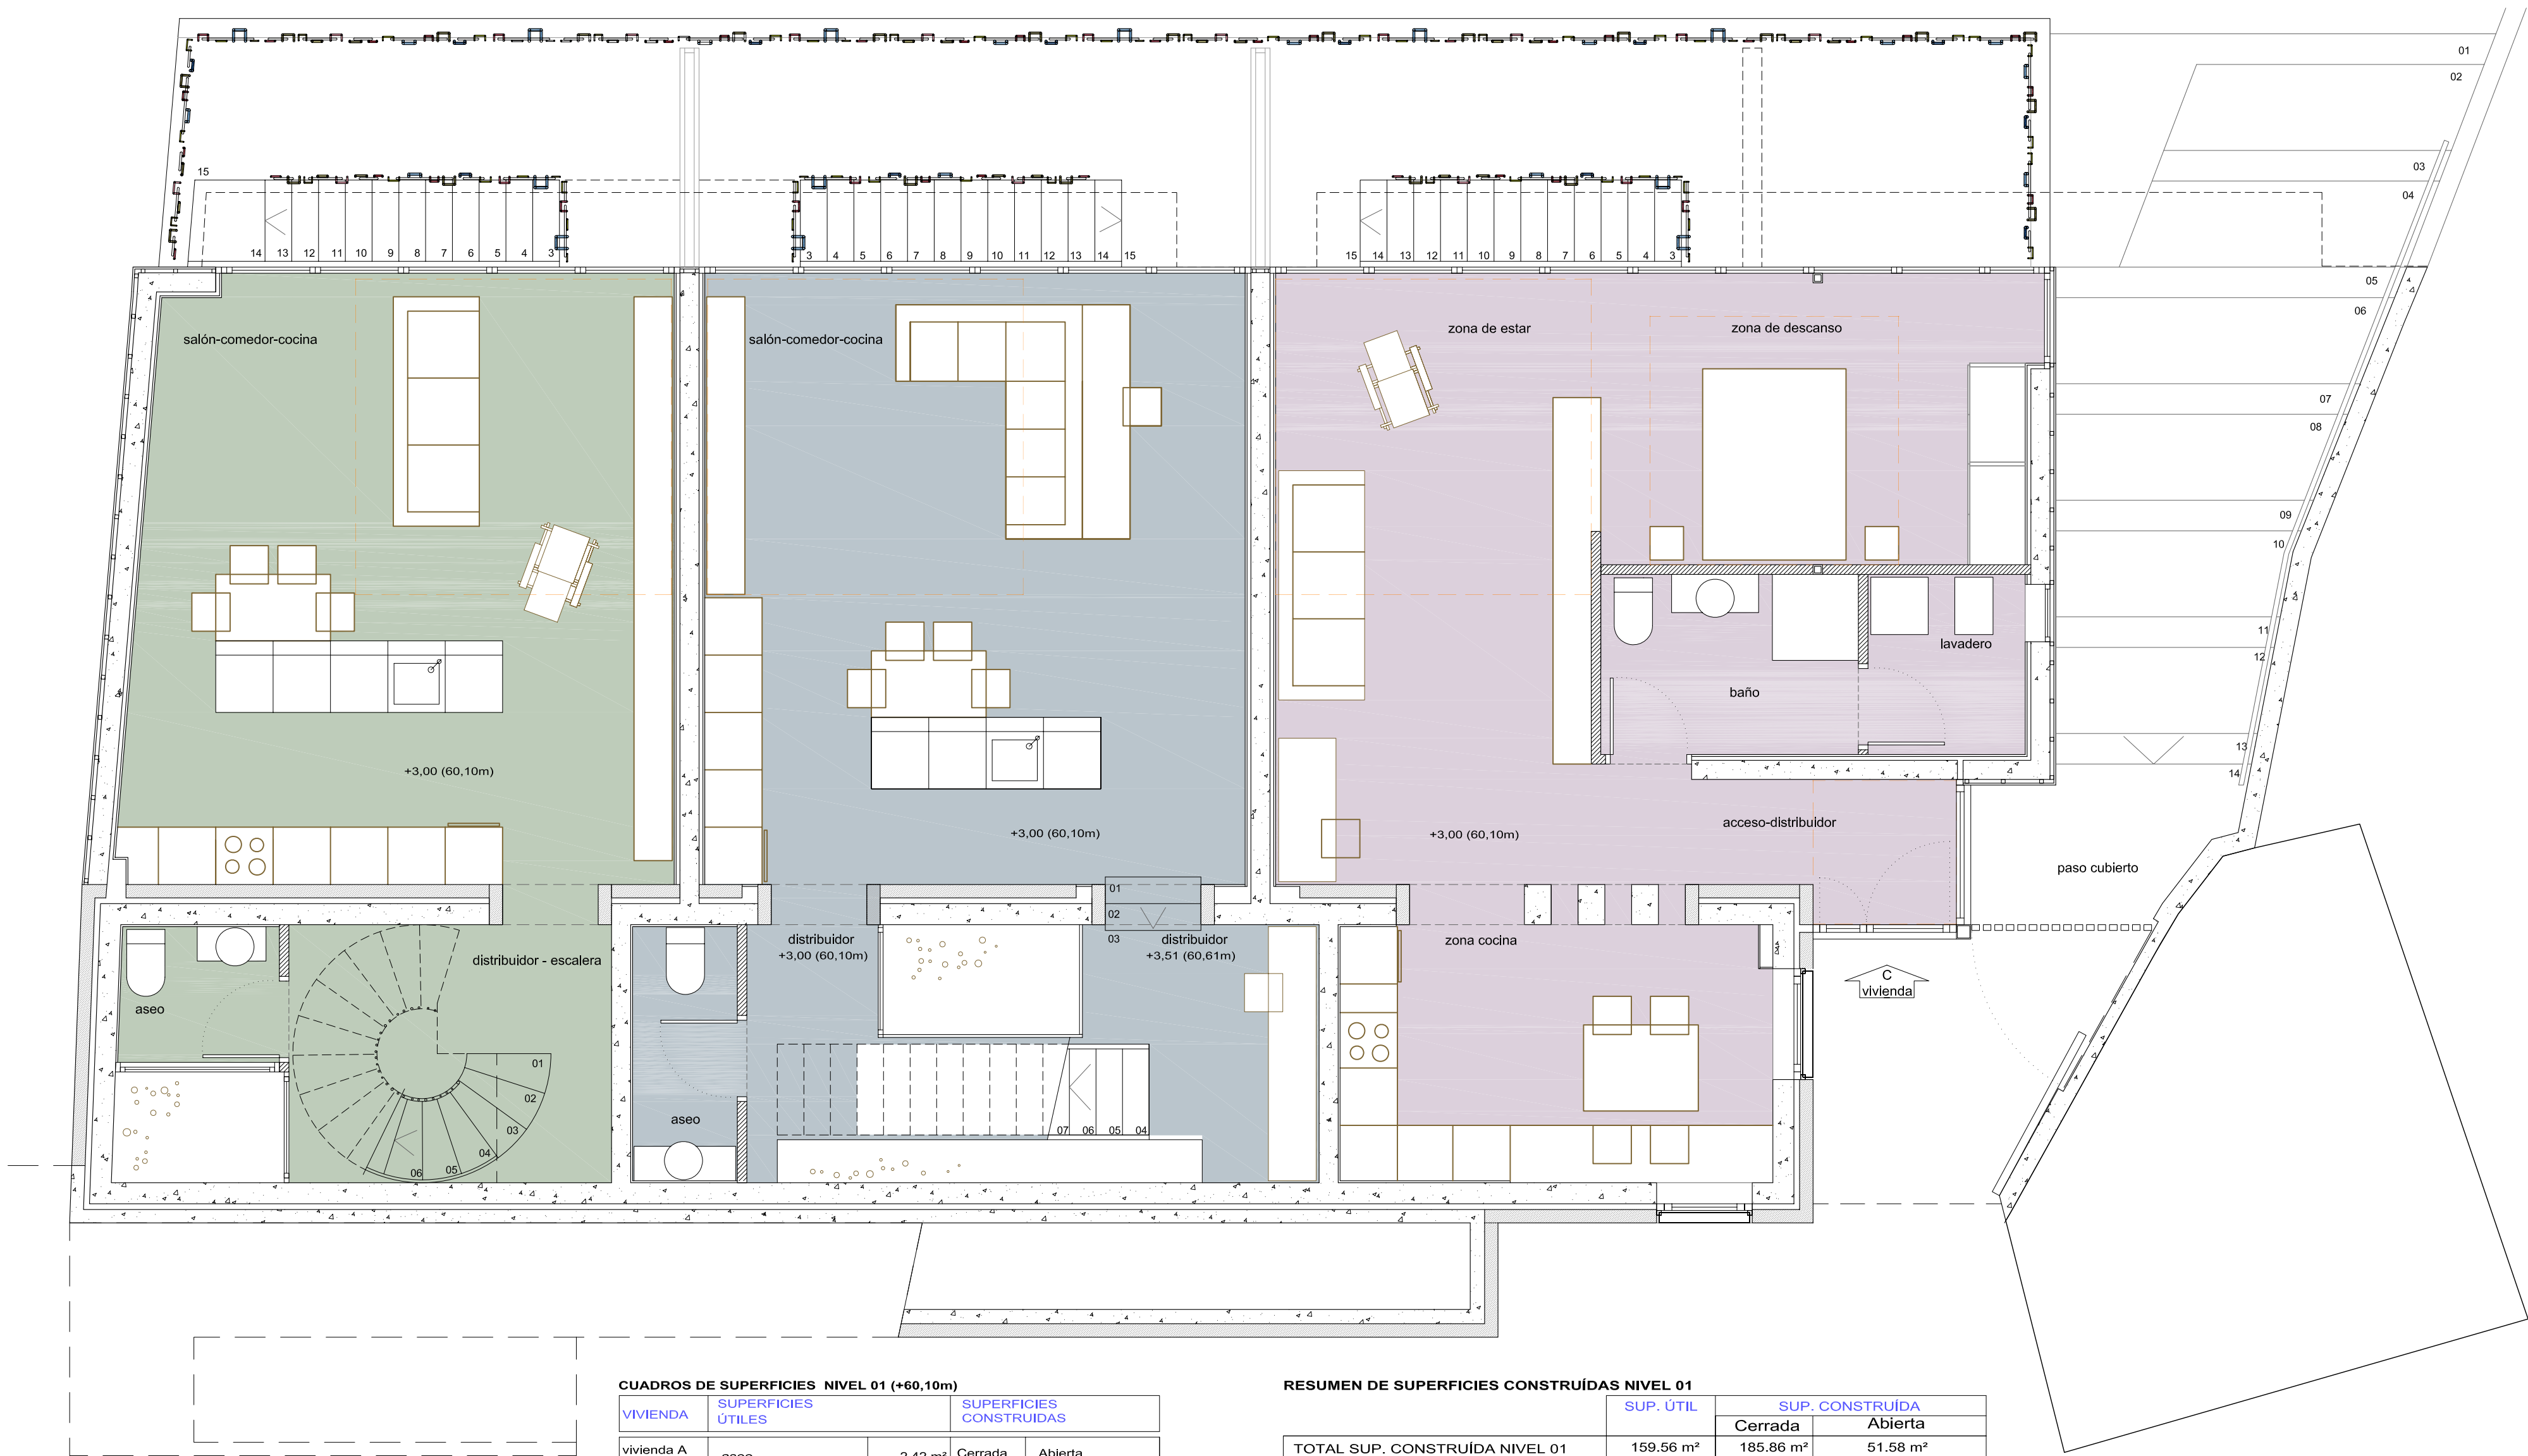 01
02
03
04
15
14 13 12 11 10 9 8 7 6 5 4 3
3 4 5 6 7 8 9 10 11 12 13 14 15
15 14 13 12 11 10 9 8 7 6 5 4 3
05
06
07
08
09
10
11
12
13
14
salón-comedor-cocina
salón-comedor-cocina
zona de estar
zona de descanso
lavadero
baño
+3,00 (60,10m)
+3,00 (60,10m)
+3,00 (60,10m)
acceso-distribuidor
paso cubierto
01
02
03
distribuidor
+3,00 (60,10m)
distribuidor
+3,51 (60,61m)
zona cocina
distribuidor - escalera
aseo
C
vivienda
01
02
03
04
05
06
aseo
07 06 05 04
CUADROS DE SUPERFICIES NIVEL 01 (+60,10m)
VIVIENDA
SUPERFICIES
ÚTILES
SUPERFICIES
CONSTRUIDAS
vivienda A
Cerrada Abierta
RESUMEN DE SUPERFICIES CONSTRUÍDAS NIVEL 01
SUP. ÚTIL SUP. CONSTRUÍDA
Cerrada Abierta
TOTAL SUP. CONSTRUÍDA NIVEL 01 159.56 m² 185.86 m² 51.58 m²